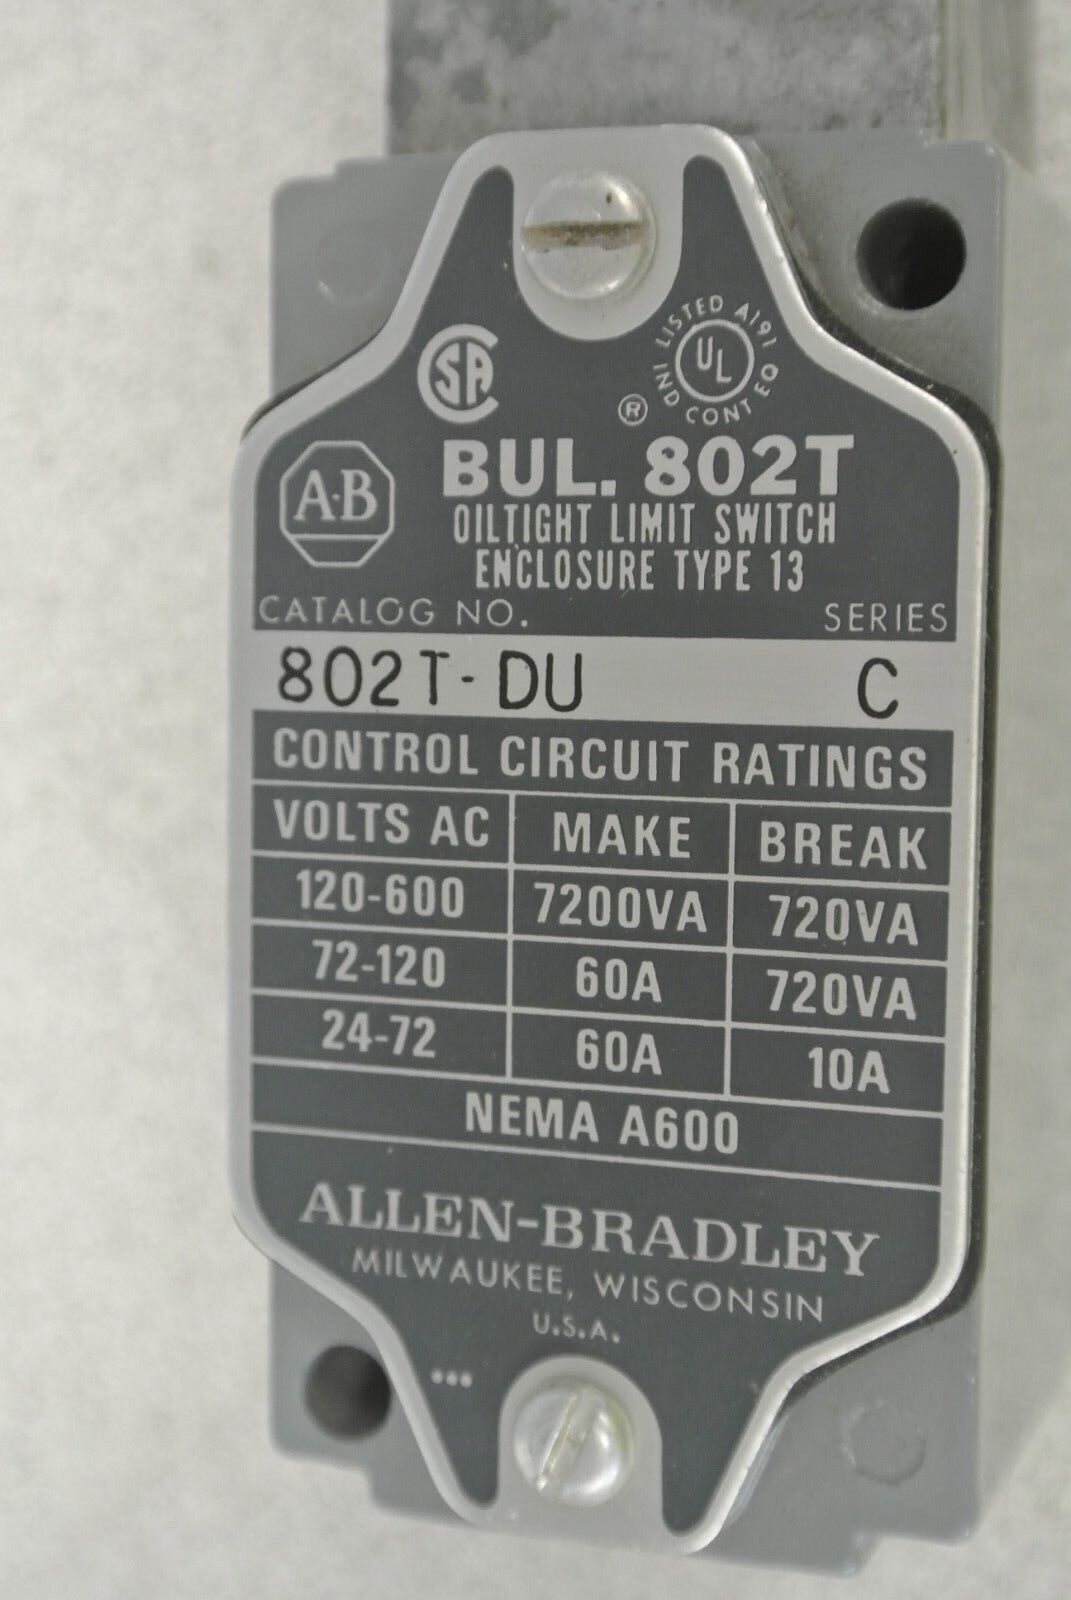 LISTED A191
UL
IND CONT EQ
®
SA
A·B
BUL. 802T
OILTIGHT LIMIT SWITCH
ENCLOSURE TYPE 13
CATALOG NO. SERIES
802T-DU C
CONTROL CIRCUIT RATINGS
VOLTS AC MAKE BREAK
120-600 7200VA 720VA
72-120 60A 720VA
24-72 60A 10A
NEMA A600
ALLEN-BRADLEY
MILWAUKEE, WISCONSIN
U.S.A.